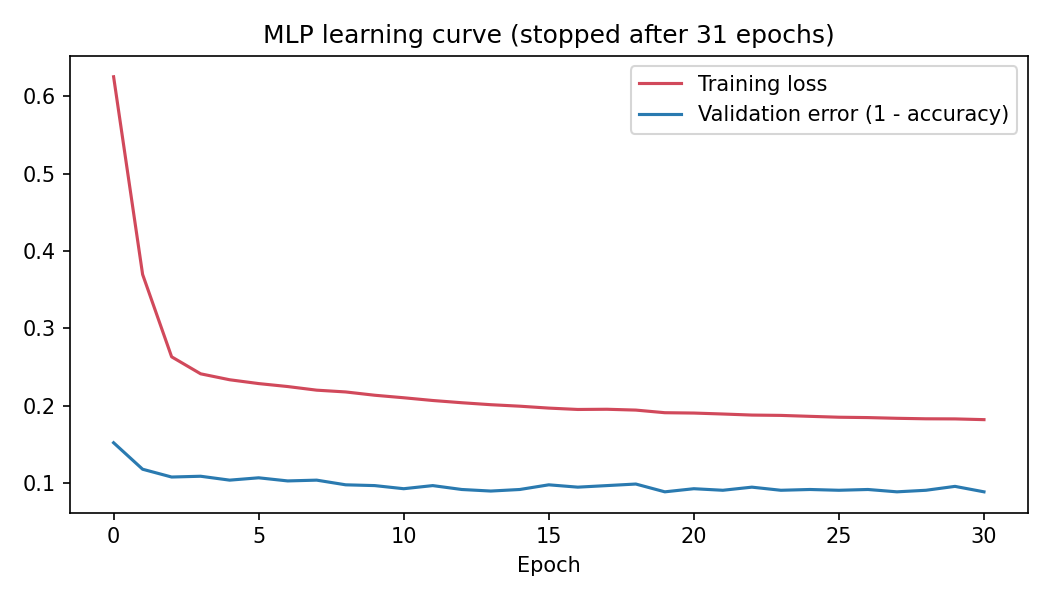 MLP learning curve (stopped after 31 epochs)
Training loss
Validation error (1 - accuracy)
0.6
0.5
0.4
0.3
0.2
0.1
0 5 10 15 20 25 30
Epoch